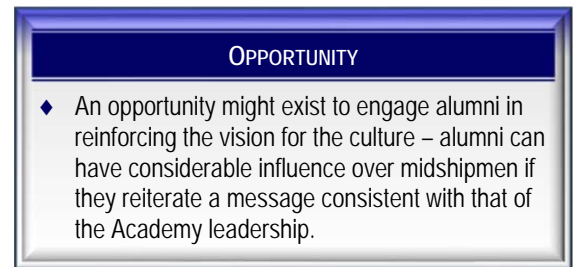 OPPORTUNITY
♦ An opportunity might exist to engage alumni in
reinforcing the vision for the culture – alumni can
have considerable influence over midshipmen if
they reiterate a message consistent with that of
the Academy leadership.